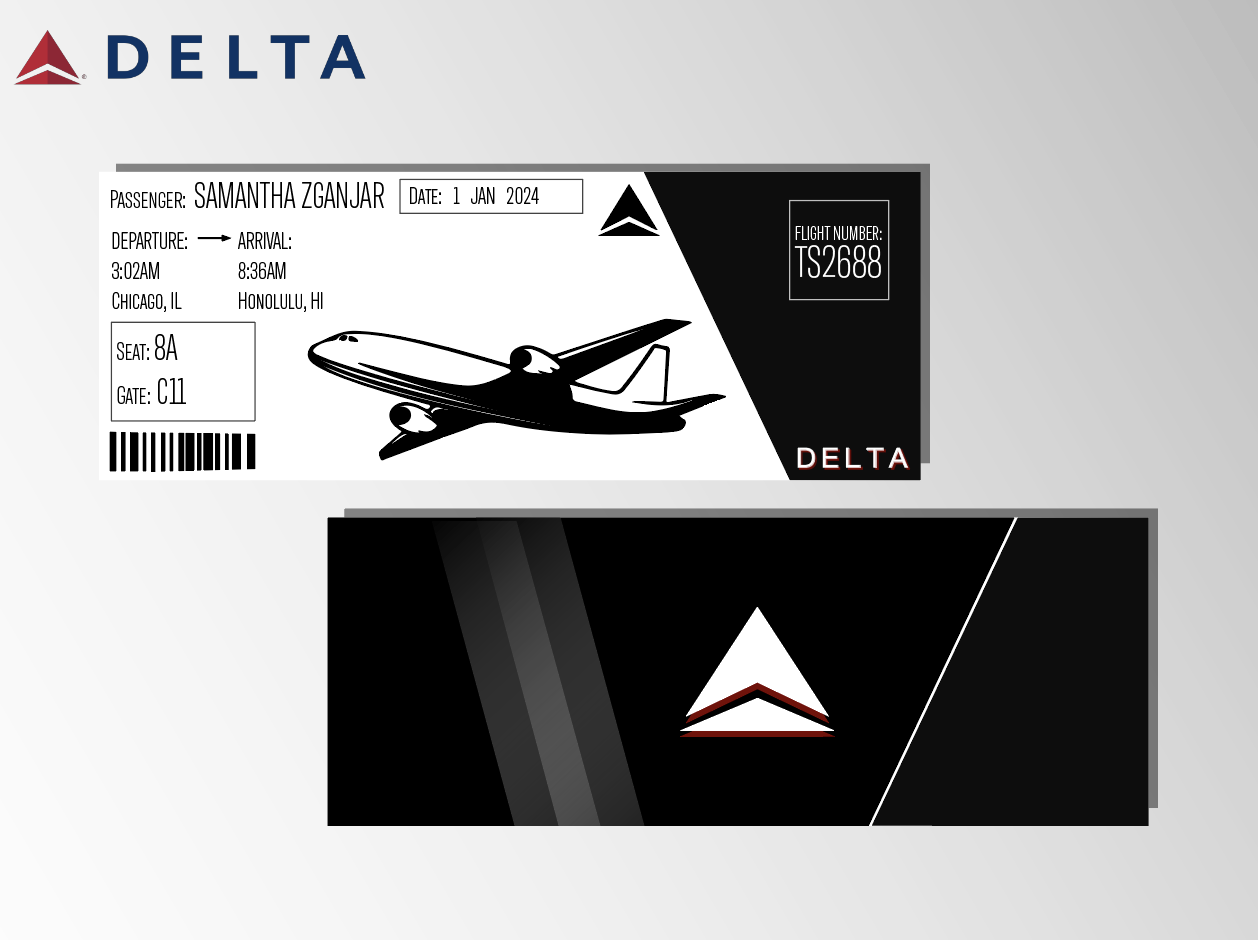 DELTA
PASSENGER: SAMANTHA ZGANJAR
DATE: 1 JAN 2024
DEPARTURE: ARRIVAL:
3:02AM 8:36AM
CHICAGO, IL HONOLULU, HI
SEAT: 8A
GATE: C11
FLIGHT NUMBER:
TS2688
DELTA